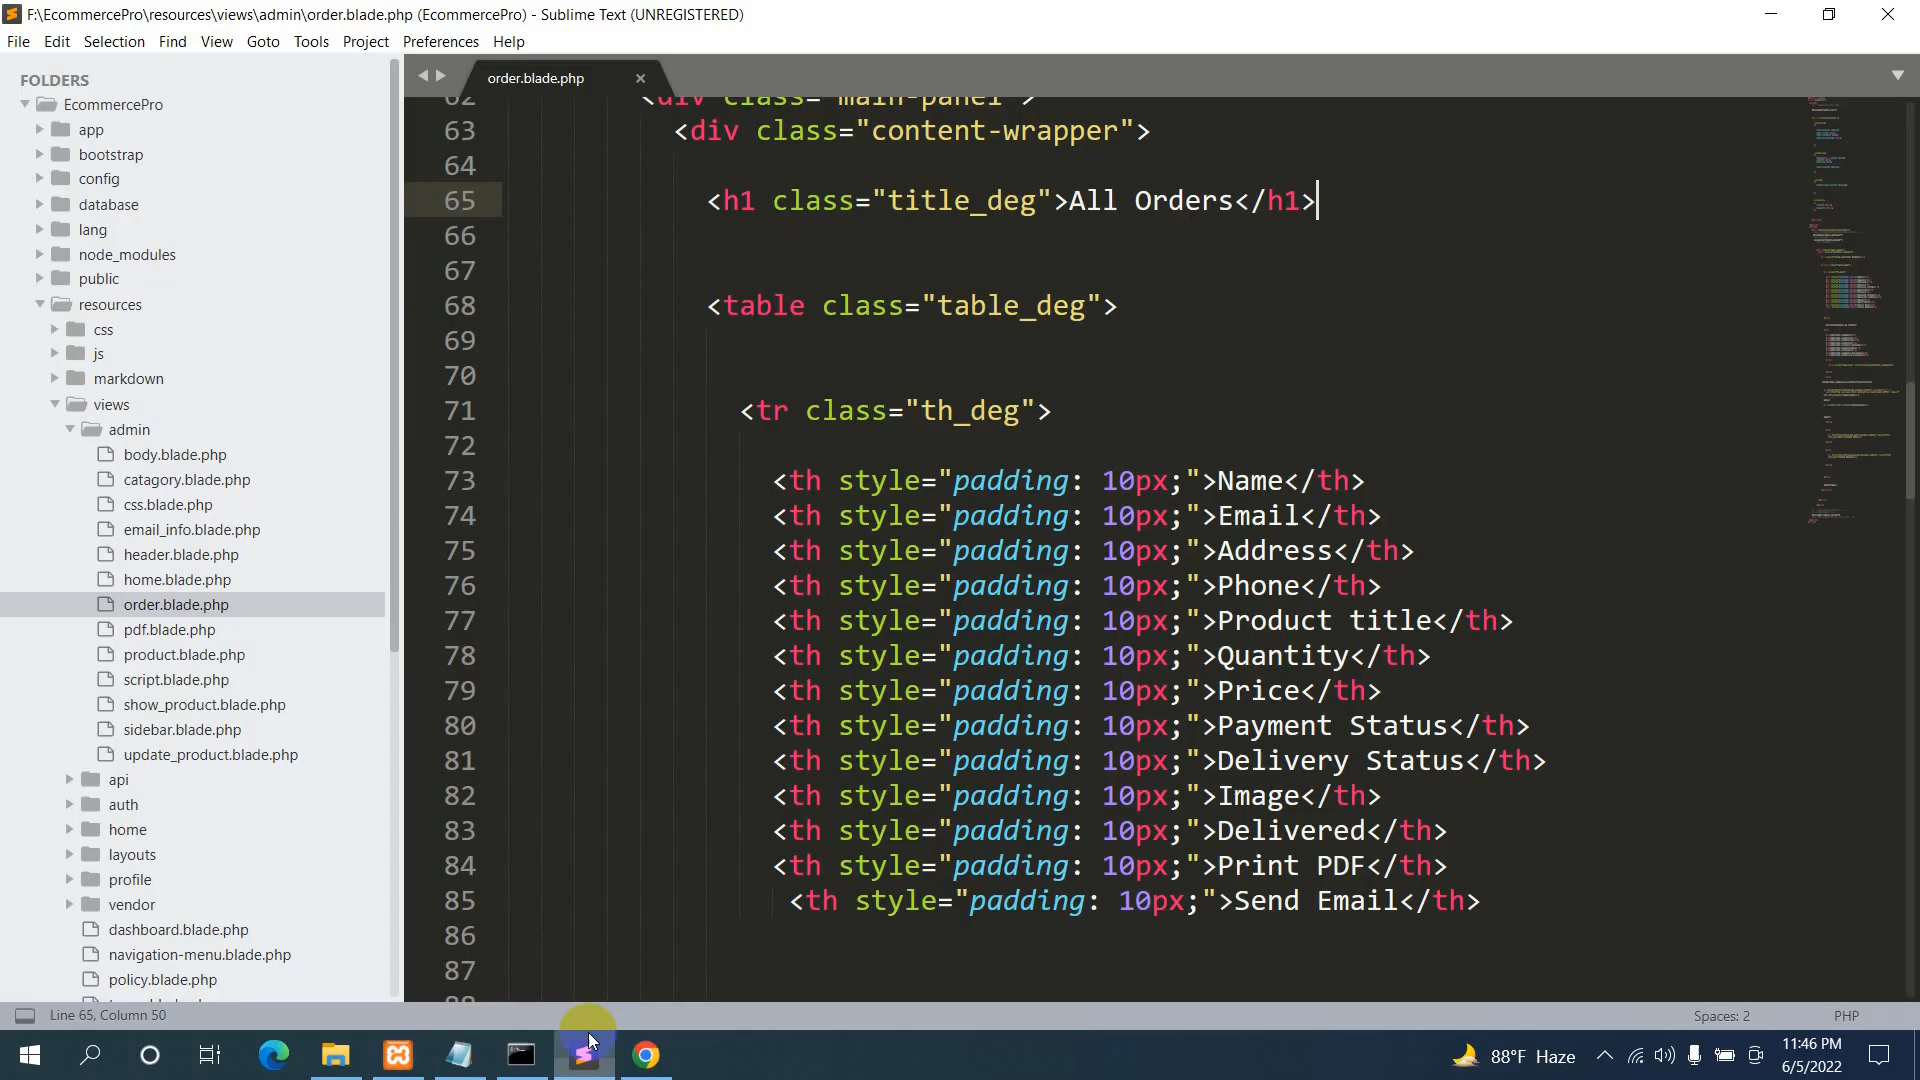 F:\EcommercePro\resources\views\admin\order.blade.php (EcommercePro) - Sublime Text (UNREGISTERED)
File Edit Selection Find View Goto Tools Project Preferences Help
FOLDERS
EcommercePro
app
bootstrap
config
database
lang
node_modules
public
resources
css
js
markdown
views
admin
body.blade.php
catagory.blade.php
css.blade.php
email_info.blade.php
header.blade.php
home.blade.php
order.blade.php
pdf.blade.php
product.blade.php
script.blade.php
show_product.blade.php
sidebar.blade.php
update_product.blade.php
api
auth
home
layouts
profile
vendor
dashboard.blade.php
navigation-menu.blade.php
policy.blade.php
order.blade.php
62 <div class="main-panel">
63 <div class="content-wrapper">
64
65 <h1 class="title_deg">All Orders</h1>
66
67
68 <table class="table_deg">
69
70
71 <tr class="th_deg">
72
73 <th style="padding: 10px;">Name</th>
74 <th style="padding: 10px;">Email</th>
75 <th style="padding: 10px;">Address</th>
76 <th style="padding: 10px;">Phone</th>
77 <th style="padding: 10px;">Product title</th>
78 <th style="padding: 10px;">Quantity</th>
79 <th style="padding: 10px;">Price</th>
80 <th style="padding: 10px;">Payment Status</th>
81 <th style="padding: 10px;">Delivery Status</th>
82 <th style="padding: 10px;">Image</th>
83 <th style="padding: 10px;">Delivered</th>
84 <th style="padding: 10px;">Print PDF</th>
85 <th style="padding: 10px;">Send Email</th>
86
87
88
Line 65, Column 50
Spaces: 2 PHP
88°F Haze
11:46 PM
6/5/2022